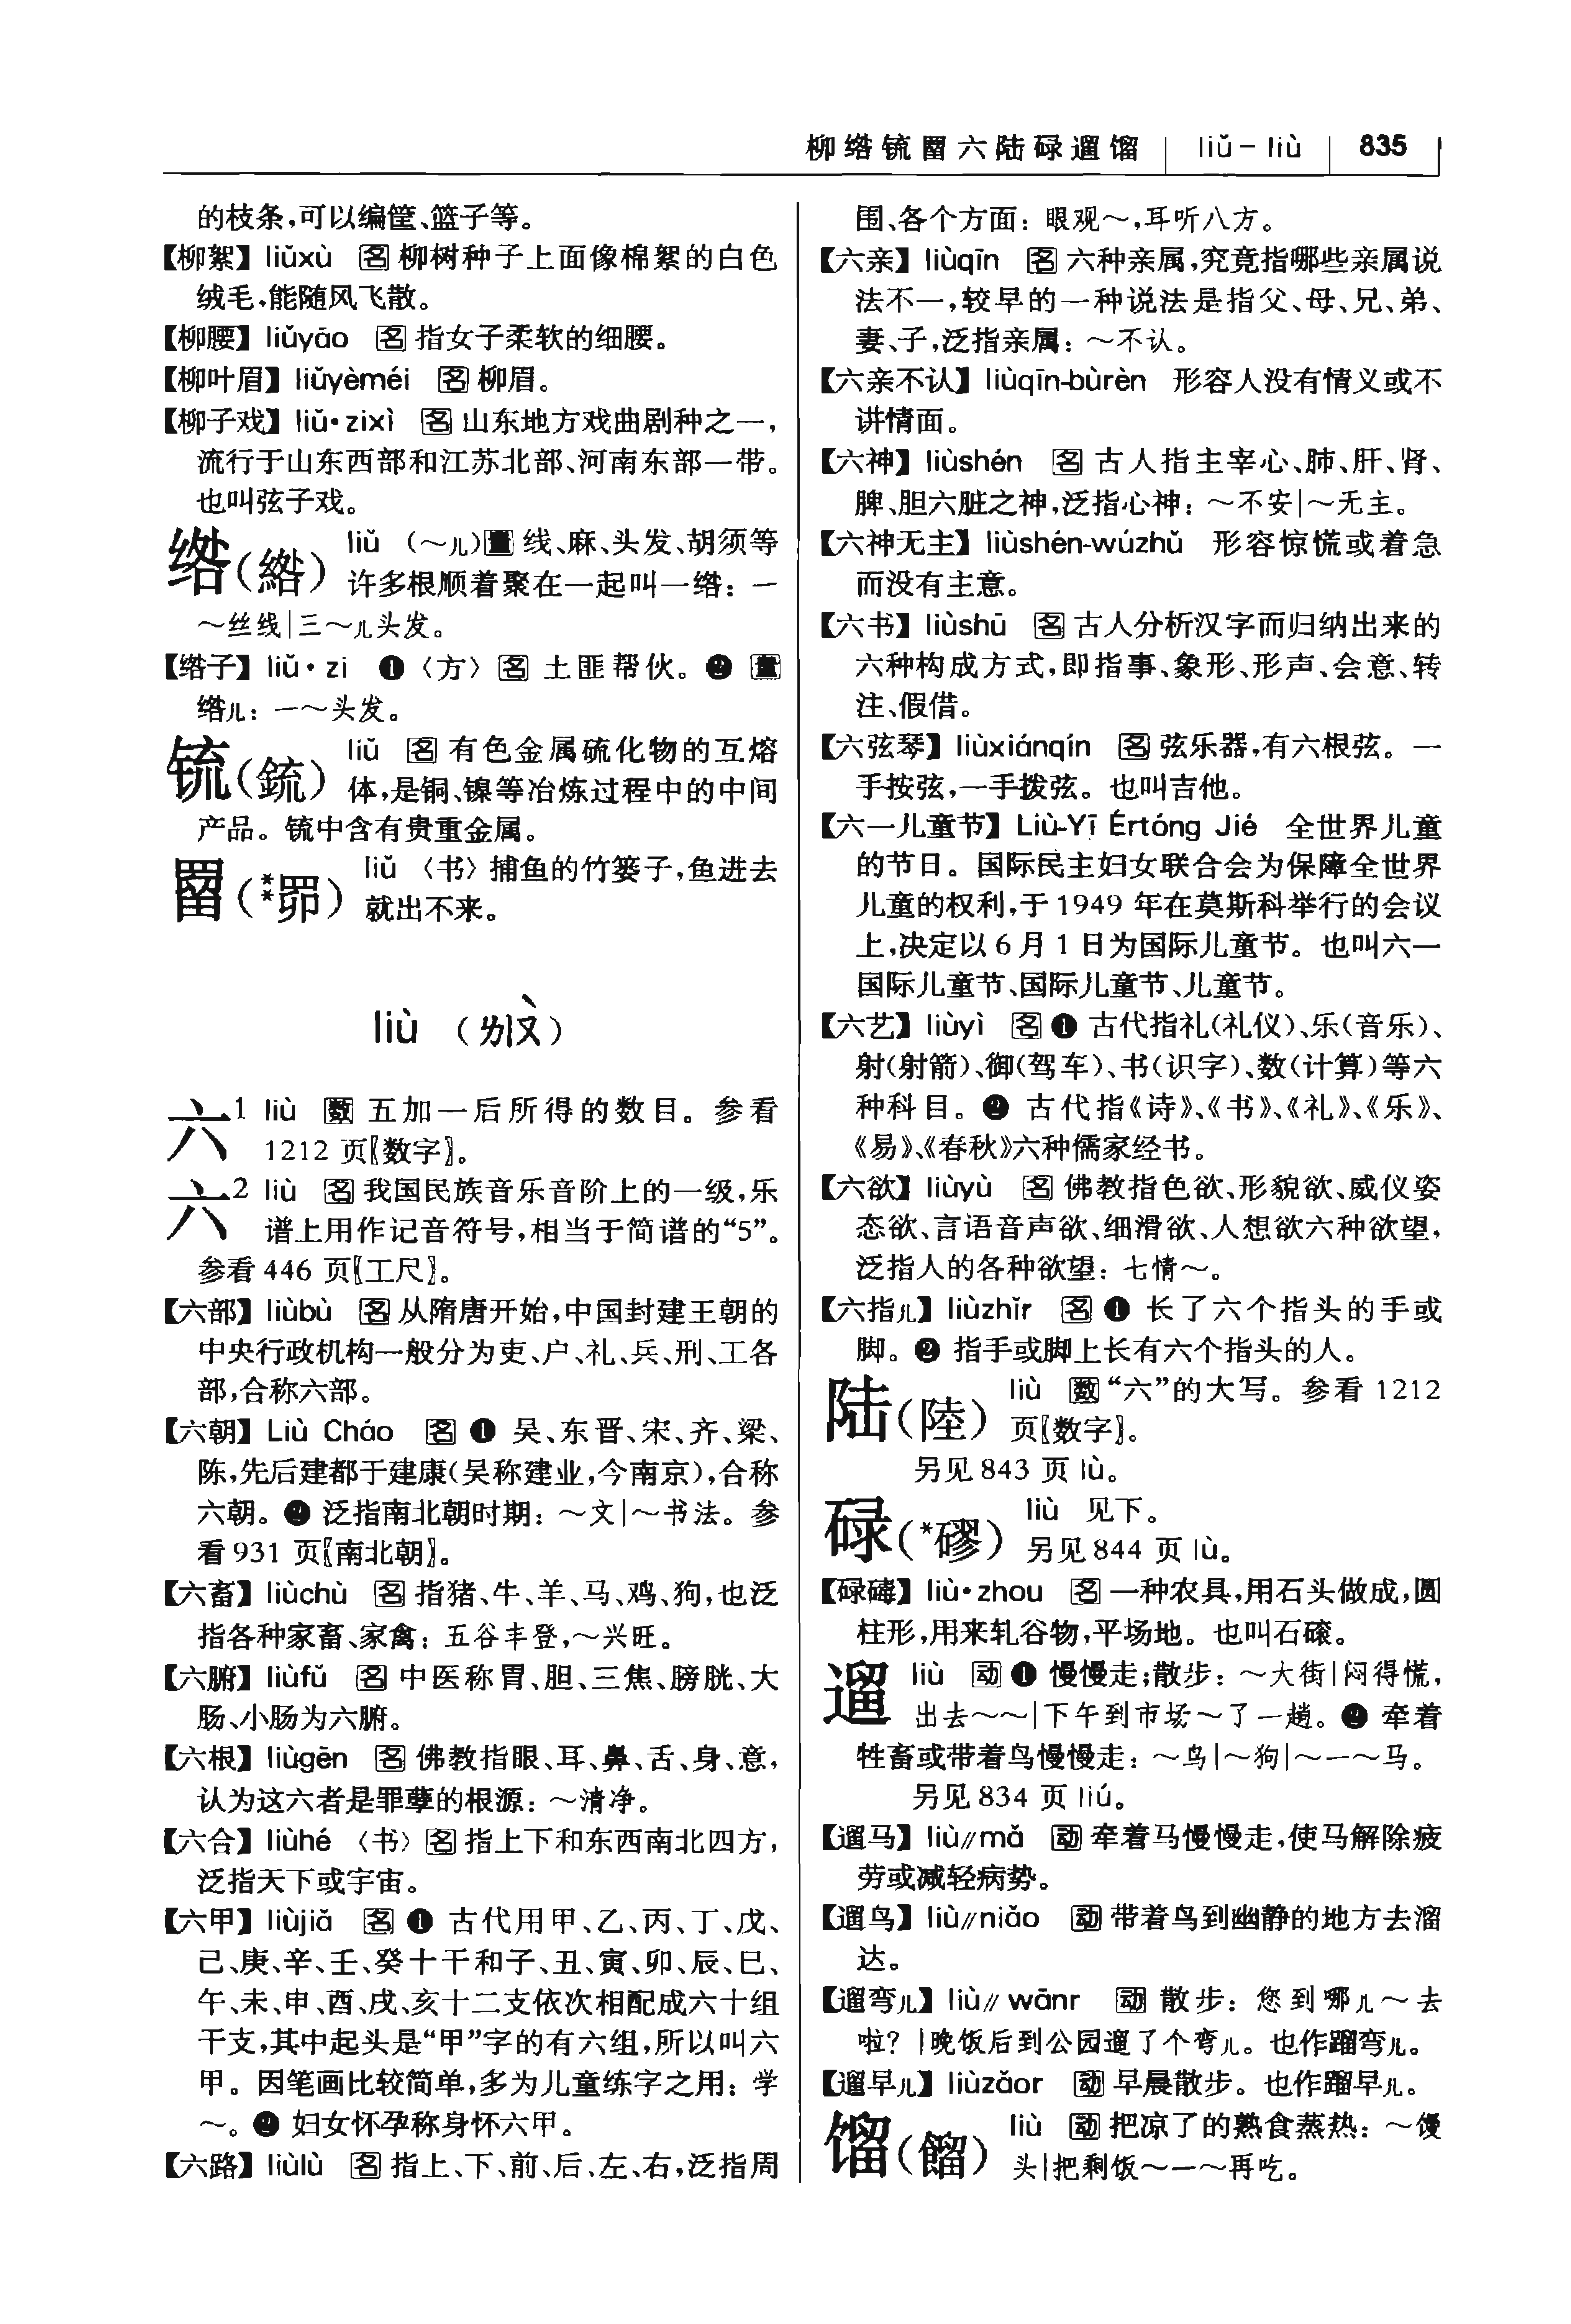 柳绺锍罶六陆碌遛馏 liǔ－liù 835
的枝条，可以编筐、篮子等。
【柳絮】liǔxù 名 柳树种子上面像棉絮的白色
绒毛，能随风飞散。
【柳腰】liǔyāo 名 指女子柔软的细腰。
【柳叶眉】liǔyèméi 名 柳眉。
【柳子戏】liǔ·zixì 名 山东地方戏曲剧种之一，
流行于山东西部和江苏北部、河南东部一带。
也叫弦子戏。
绺（綹） liǔ （～儿）量 线、麻、头发、胡须等
许多根顺着聚在一起叫一绺：一
～丝线|三～儿头发。
【绺子】liǔ·zi ❶〈方〉名 土匪帮伙。❷ 量
绺儿：一～头发。
锍（鋶） liǔ 名 有色金属硫化物的互熔
体，是铜、镍等冶炼过程中的中间
产品。锍中含有贵重金属。
罶（**罶） liǔ〈书〉捕鱼的竹篓子，鱼进去
就出不来。
liù （ㄌㄧㄡˋ）
六1 liù 数 五加一后所得的数目。参看
1212 页〖数字〗。
六2 liù 名 我国民族音乐音阶上的一级，乐
谱上用作记音符号，相当于简谱的“5”。
参看 446 页〖工尺〗。
【六部】liùbù 名 从隋唐开始，中国封建王朝的
中央行政机构一般分为吏、户、礼、兵、刑、工各
部，合称六部。
【六朝】Liù Cháo 名 ❶ 吴、东晋、宋、齐、梁、
陈，先后建都于建康（吴称建业，今南京），合称
六朝。❷ 泛指南北朝时期：～文|～书法。参
看 931 页〖南北朝〗。
【六畜】liùchù 名 指猪、牛、羊、马、鸡、狗，也泛
指各种家畜、家禽：五谷丰登，～兴旺。
【六腑】liùfǔ 名 中医称胃、胆、三焦、膀胱、大
肠、小肠为六腑。
【六根】liùgēn 名 佛教指眼、耳、鼻、舌、身、意，
认为这六者是罪孽的根源：～清净。
【六合】liùhé〈书〉名 指上下和东西南北四方，
泛指天下或宇宙。
【六甲】liùjiǎ 名 ❶ 古代用甲、乙、丙、丁、戊、
己、庚、辛、壬、癸十干和子、丑、寅、卯、辰、巳、
午、未、申、酉、戌、亥十二支依次相配成六十组
干支，其中起头是“甲”字的有六组，所以叫六
甲。因笔画比较简单，多为儿童练字之用：学
～。❷ 妇女怀孕称身怀六甲。
【六路】liùlù 名 指上、下、前、后、左、右，泛指周
围、各个方面：眼观～，耳听八方。
【六亲】liùqīn 名 六种亲属，究竟指哪些亲属说
法不一，较早的一种说法是指父、母、兄、弟、
妻、子，泛指亲属：～不认。
【六亲不认】liùqīn-bùrèn 形容人没有情义或不
讲情面。
【六神】liùshén 名 古人指主宰心、肺、肝、肾、
脾、胆六脏之神，泛指心神：～不安|～无主。
【六神无主】liùshén-wúzhǔ 形容惊慌或着急
而没有主意。
【六书】liùshū 名 古人分析汉字而归纳出来的
六种构成方式，即指事、象形、形声、会意、转
注、假借。
【六弦琴】liùxiánqín 名 弦乐器，有六根弦。一
手按弦，一手拨弦。也叫吉他。
【六一儿童节】Liù-Yī Értóng Jié 全世界儿童
的节日。国际民主妇女联合会为保障全世界
儿童的权利，于 1949 年在莫斯科举行的会议
上，决定以 6 月 1 日为国际儿童节。也叫六一
国际儿童节、国际儿童节、儿童节。
【六艺】liùyì 名 ❶ 古代指礼（礼仪）、乐（音乐）、
射（射箭）、御（驾车）、书（识字）、数（计算）等六
种科目。❷ 古代指《诗》、《书》、《礼》、《乐》、
《易》、《春秋》六种儒家经书。
【六欲】liùyù 名 佛教指色欲、形貌欲、威仪姿
态欲、言语音声欲、细滑欲、人想欲六种欲望，
泛指人的各种欲望：七情～。
【六指儿】liùzhǐr 名 ❶ 长了六个指头的手或
脚。❷ 指手或脚上长有六个指头的人。
陆（陸） liù 数 “六”的大写。参看 1212
页〖数字〗。
另见 843 页 lù。
碌（*磟） liù 见下。
另见 844 页 lù。
【碌碡】liù·zhou 名 一种农具，用石头做成，圆
柱形，用来轧谷物，平场地。也叫石磙。
遛 liù 动 ❶ 慢慢走；散步：～大街|闷得慌，
出去～～|下午到市场～了一趟。❷ 牵着
牲畜或带着鸟慢慢走：～鸟|～狗|～一～马。
另见 834 页 liú。
【遛马】liù∥mǎ 动 牵着马慢慢走，使马解除疲
劳或减轻病势。
【遛鸟】liù∥niǎo 动 带着鸟到幽静的地方去溜
达。
【遛弯儿】liù∥wānr 动 散步：您到哪儿～去
啦？|晚饭后到公园遛了个弯儿。也作蹓弯儿。
【遛早儿】liùzǎor 动 早晨散步。也作蹓早儿。
馏（餾） liù 动 把凉了的熟食蒸热：～馒
头|把剩饭～一～再吃。